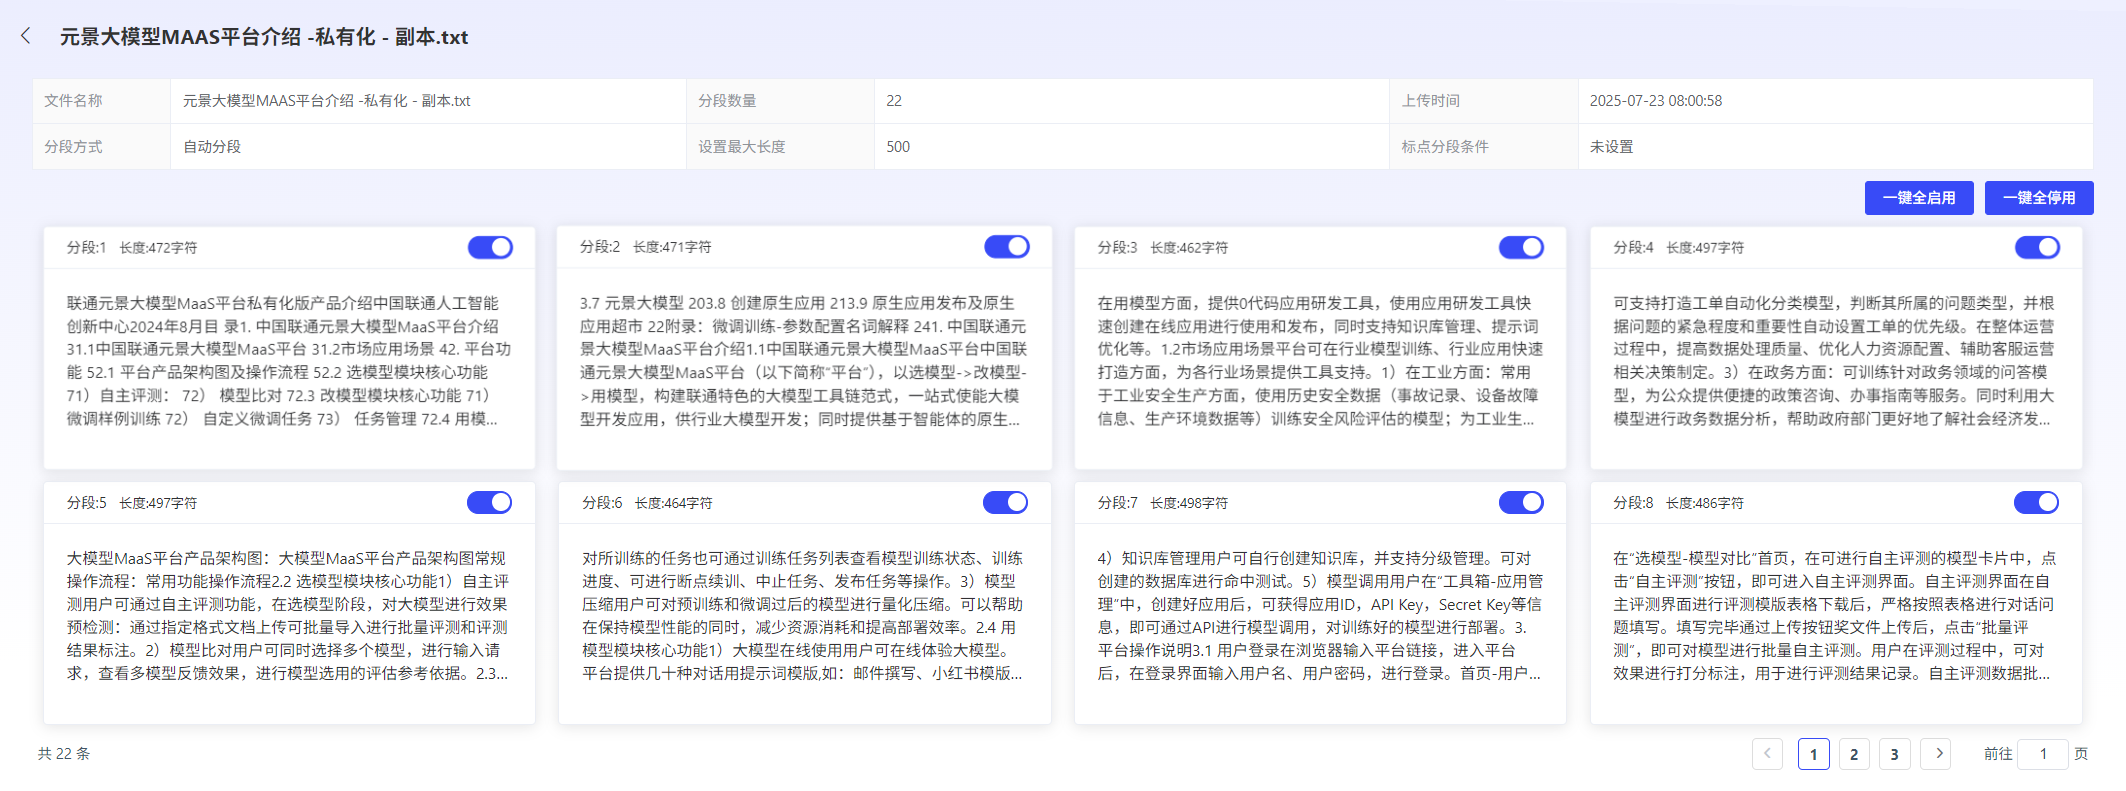 元景大模型MAAS平台介绍 -私有化 - 副本.txt
文件名称 元景大模型MAAS平台介绍 -私有化 - 副本.txt 分段数量 22 上传时间 2025-07-23 08:00:58
分段方式 自动分段 设置最大长度 500 标点分段条件 未设置
一键全启用 一键全停用
分段:1 长度:472字符
联通元景大模型MaaS平台私有化版产品介绍中国联通人工智能
创新中心2024年8月目 录1. 中国联通元景大模型MaaS平台介绍
31.1中国联通元景大模型MaaS平台 31.2市场应用场景 42. 平台功
能 52.1 平台产品架构图及操作流程 52.2 选模型模块核心功能
71）自主评测： 72） 模型比对 72.3 改模型模块核心功能 71）
微调样例训练 72） 自定义微调任务 73） 任务管理 72.4 用模...
分段:2 长度:471字符
3.7 元景大模型 203.8 创建原生应用 213.9 原生应用发布及原生
应用超市 22附录：微调训练-参数配置名词解释 241. 中国联通元
景大模型MaaS平台介绍1.1中国联通元景大模型MaaS平台中国联
通元景大模型MaaS平台（以下简称“平台”），以选模型->改模型-
>用模型，构建联通特色的大模型工具链范式，一站式使能大模
型开发应用，供行业大模型开发；同时提供基于智能体的原生...
分段:3 长度:462字符
在用模型方面，提供0代码应用研发工具，使用应用研发工具快
速创建在线应用进行使用和发布，同时支持知识库管理、提示词
优化等。1.2市场应用场景平台可在行业模型训练、行业应用快速
打造方面，为各行业场景提供工具支持。1）在工业方面：常用
于工业安全生产方面，使用历史安全数据（事故记录、设备故障
信息、生产环境数据等）训练安全风险评估的模型；为工业生...
分段:4 长度:497字符
可支持打造工单自动化分类模型，判断其所属的问题类型，并根
据问题的紧急程度和重要性自动设置工单的优先级。在整体运营
过程中，提高数据处理质量、优化人力资源配置、辅助客服运营
相关决策制定。3）在政务方面：可训练针对政务领域的问答模
型，为公众提供便捷的政策咨询、办事指南等服务。同时利用大
模型进行政务数据分析，帮助政府部门更好地了解社会经济发...
分段:5 长度:497字符
大模型MaaS平台产品架构图：大模型MaaS平台产品架构图常规
操作流程：常用功能操作流程2.2 选模型模块核心功能1）自主评
测用户可通过自主评测功能，在选模型阶段，对大模型进行效果
预检测：通过指定格式文档上传可批量导入进行批量评测和评测
结果标注。2）模型比对用户可同时选择多个模型，进行输入请
求，查看多模型反馈效果，进行模型选用的评估参考依据。2.3...
分段:6 长度:464字符
对所训练的任务也可通过训练任务列表查看模型训练状态、训练
进度、可进行断点续训、中止任务、发布任务等操作。3）模型
压缩用户可对预训练和微调过后的模型进行量化压缩。可以帮助
在保持模型性能的同时，减少资源消耗和提高部署效率。2.4 用
模型模块核心功能1）大模型在线使用用户可在线体验大模型。
平台提供几十种对话用提示词模版,如：邮件撰写、小红书模版...
分段:7 长度:498字符
4）知识库管理用户可自行创建知识库，并支持分级管理。可对
创建的数据库进行命中测试。5）模型调用用户在“工具箱-应用管
理”中，创建好应用后，可获得应用ID，API Key，Secret Key等信
息，即可通过API进行模型调用，对训练好的模型进行部署。3.
平台操作说明3.1 用户登录在浏览器输入平台链接，进入平台
后，在登录界面输入用户名、用户密码，进行登录。首页-用户...
分段:8 长度:486字符
在“选模型-模型对比”首页，在可进行自主评测的模型卡片中，点
击“自主评测”按钮，即可进入自主评测界面。自主评测界面在自
主评测界面进行评测模版表格下载后，严格按照表格进行对话问
题填写。填写完毕通过上传按钮奖文件上传后，点击“批量评
测”，即可对模型进行批量自主评测。用户在评测过程中，可对
效果进行打分标注，用于进行评测结果记录。自主评测数据批...
共 22 条 1 2 3 前往 1 页